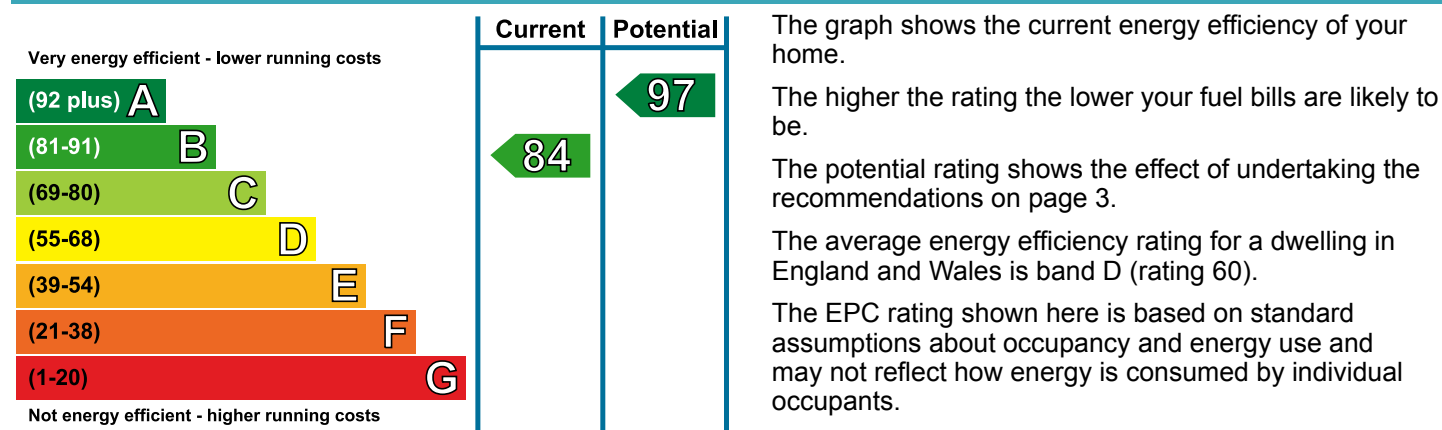 Current Potential
Very energy efficient - lower running costs
(92 plus) A
97
(81-91) B
84
(69-80) C
(55-68) D
(39-54) E
(21-38) F
(1-20) G
Not energy efficient - higher running costs
The graph shows the current energy efficiency of your
home.
The higher the rating the lower your fuel bills are likely to
be.
The potential rating shows the effect of undertaking the
recommendations on page 3.
The average energy efficiency rating for a dwelling in
England and Wales is band D (rating 60).
The EPC rating shown here is based on standard
assumptions about occupancy and energy use and
may not reflect how energy is consumed by individual
occupants.